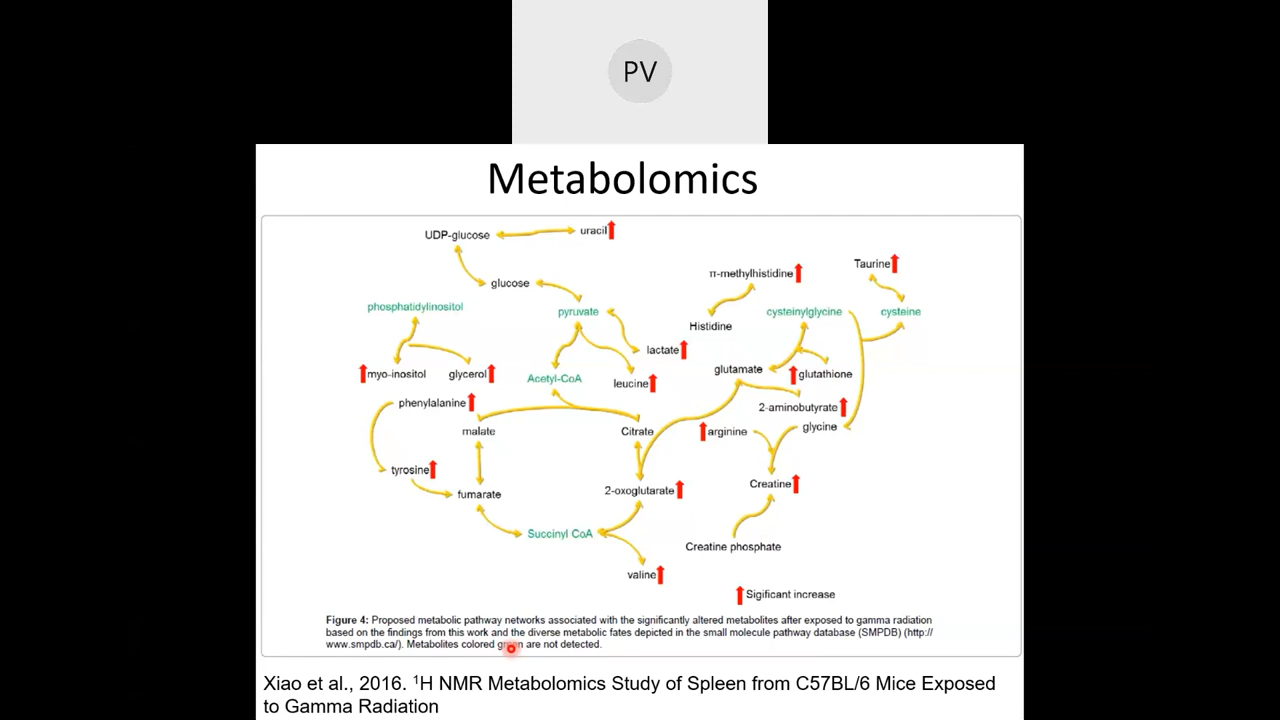 PV
Metabolomics
UDP-glucose
uracil
glucose
π-methylhistidine
Taurine
phosphatidylinositol
pyruvate
cysteinylglycine
cysteine
Histidine
lactate
myo-inositol
glycerol
Acetyl-CoA
leucine
glutamate
glutathione
phenylalanine
2-aminobutyrate
malate
Citrate
arginine
glycine
tyrosine
fumarate
2-oxoglutarate
Creatine
Succinyl CoA
Creatine phosphate
valine
Sigificant increase
Figure 4: Proposed metabolic pathway networks associated with the significantly altered metabolites after exposed to gamma radiation
based on the findings from this work and the diverse metabolic fates depicted in the small molecule pathway database (SMPDB) (http://
www.smpdb.ca/). Metabolites colored green are not detected.
Xiao et al., 2016. ¹H NMR Metabolomics Study of Spleen from C57BL/6 Mice Exposed
to Gamma Radiation